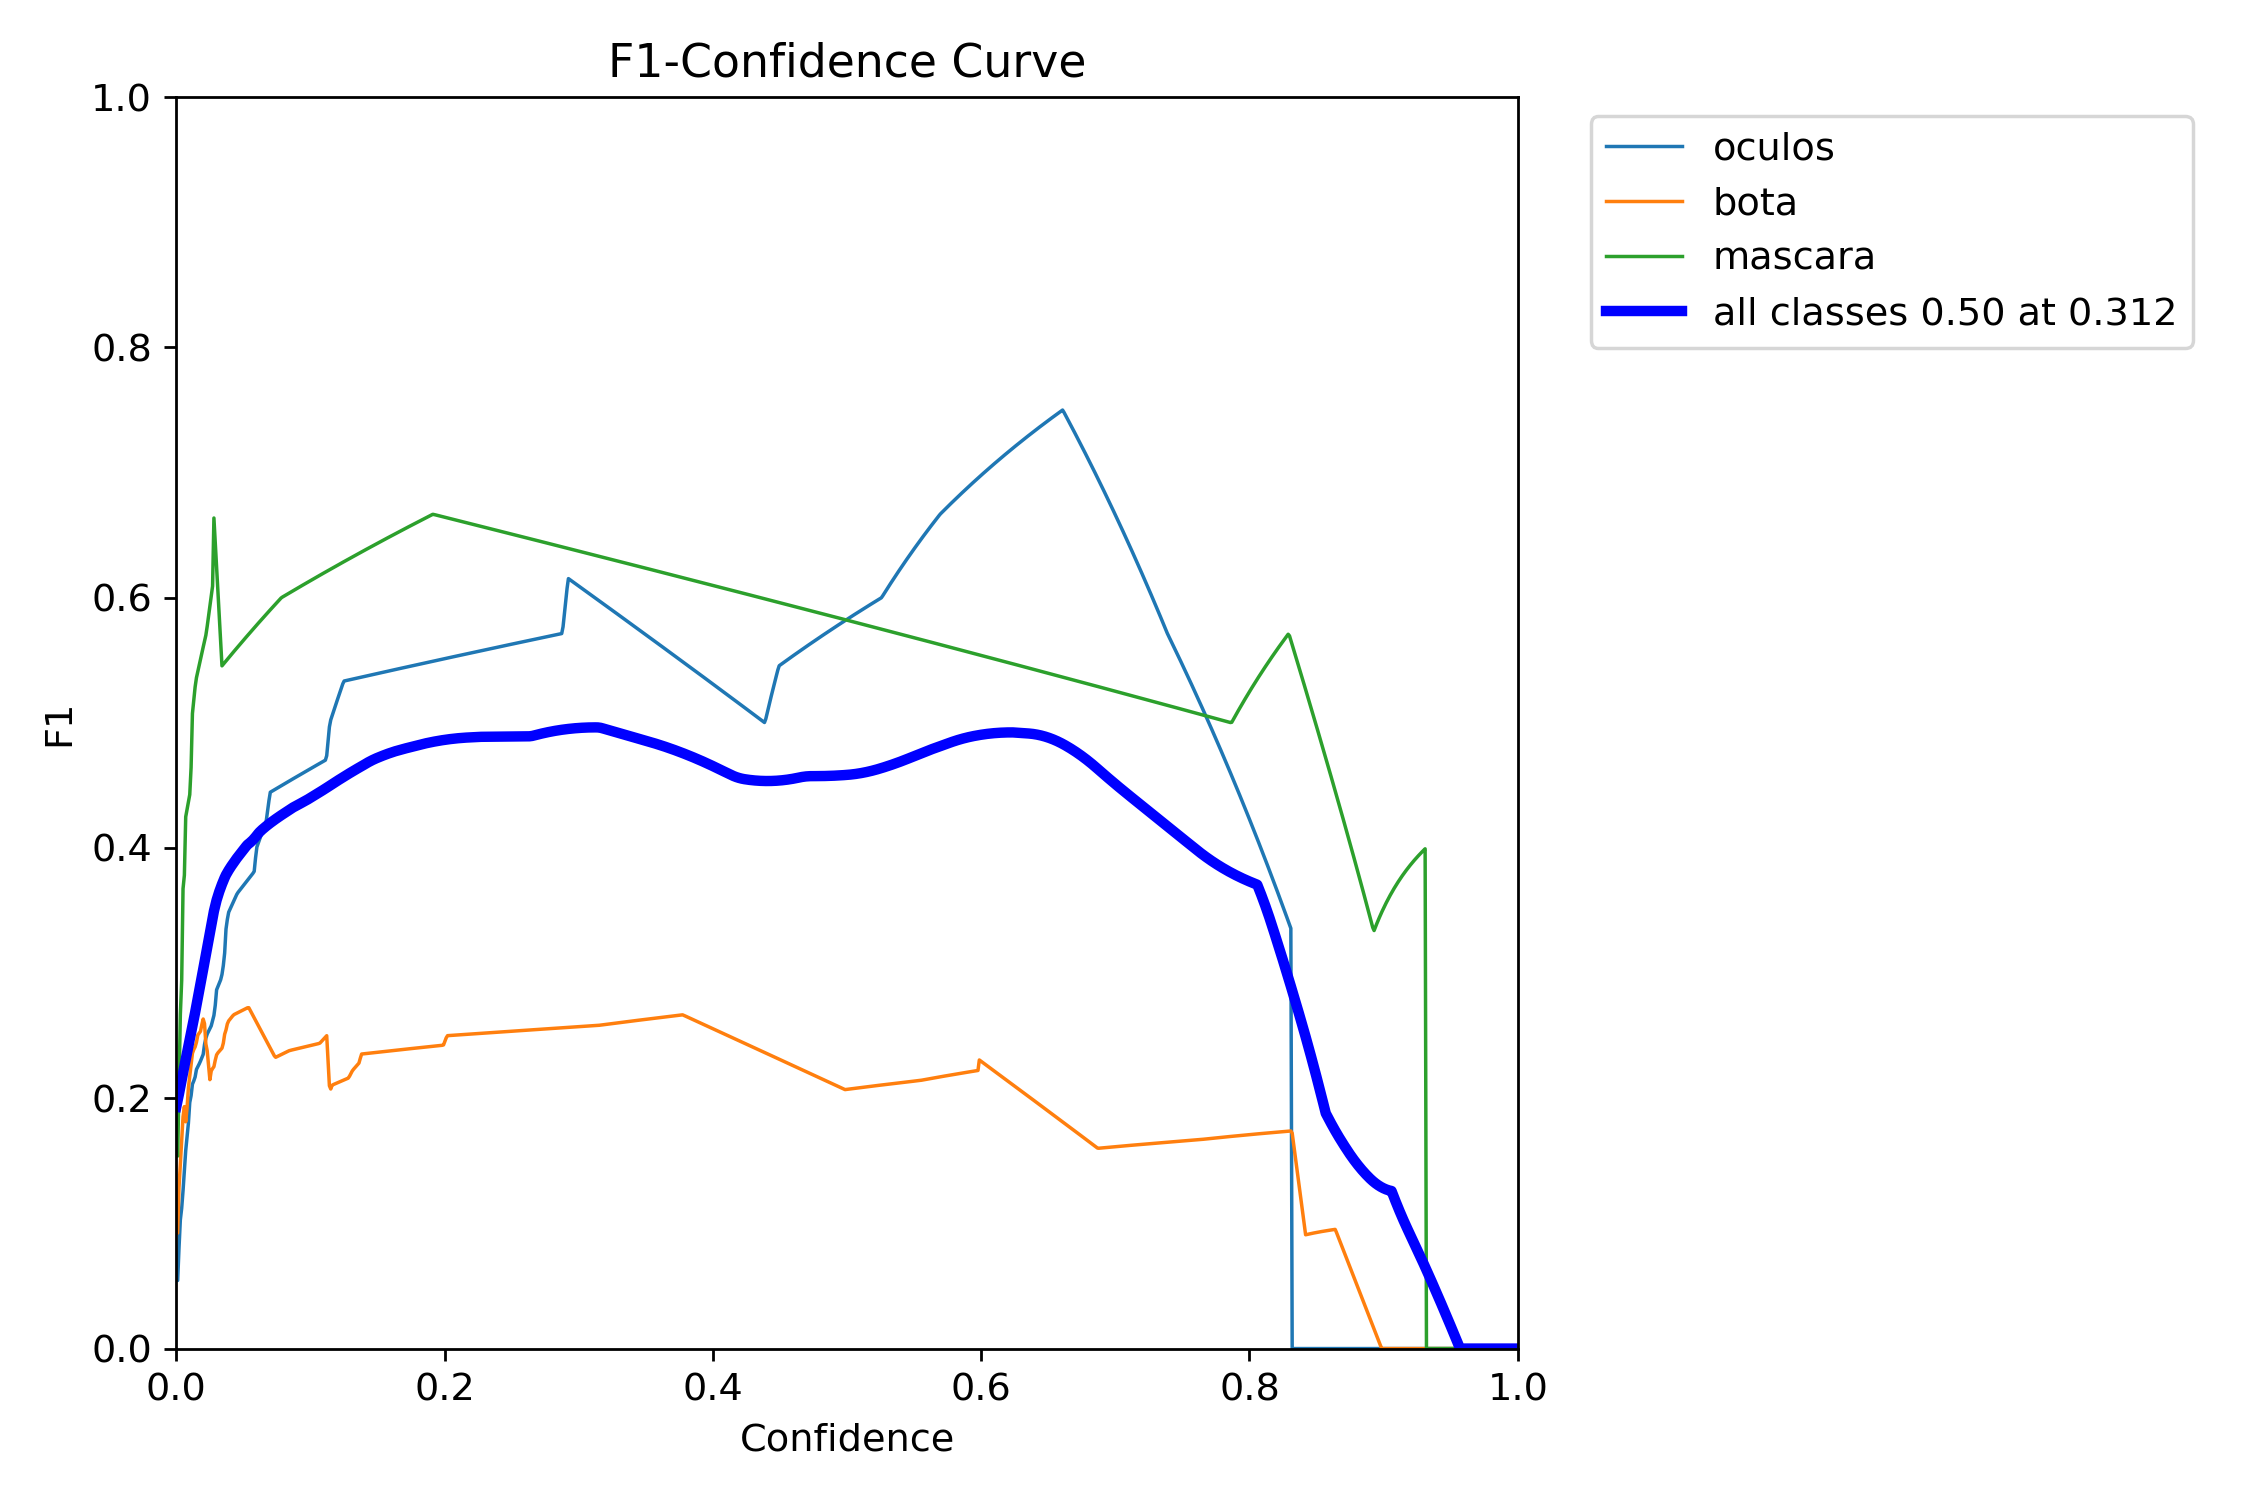 F1-Confidence Curve
1.0
0.8
0.6
0.4
0.2
0.0
F1
0.0 0.2 0.4 0.6 0.8 1.0
Confidence
oculos
bota
mascara
all classes 0.50 at 0.312